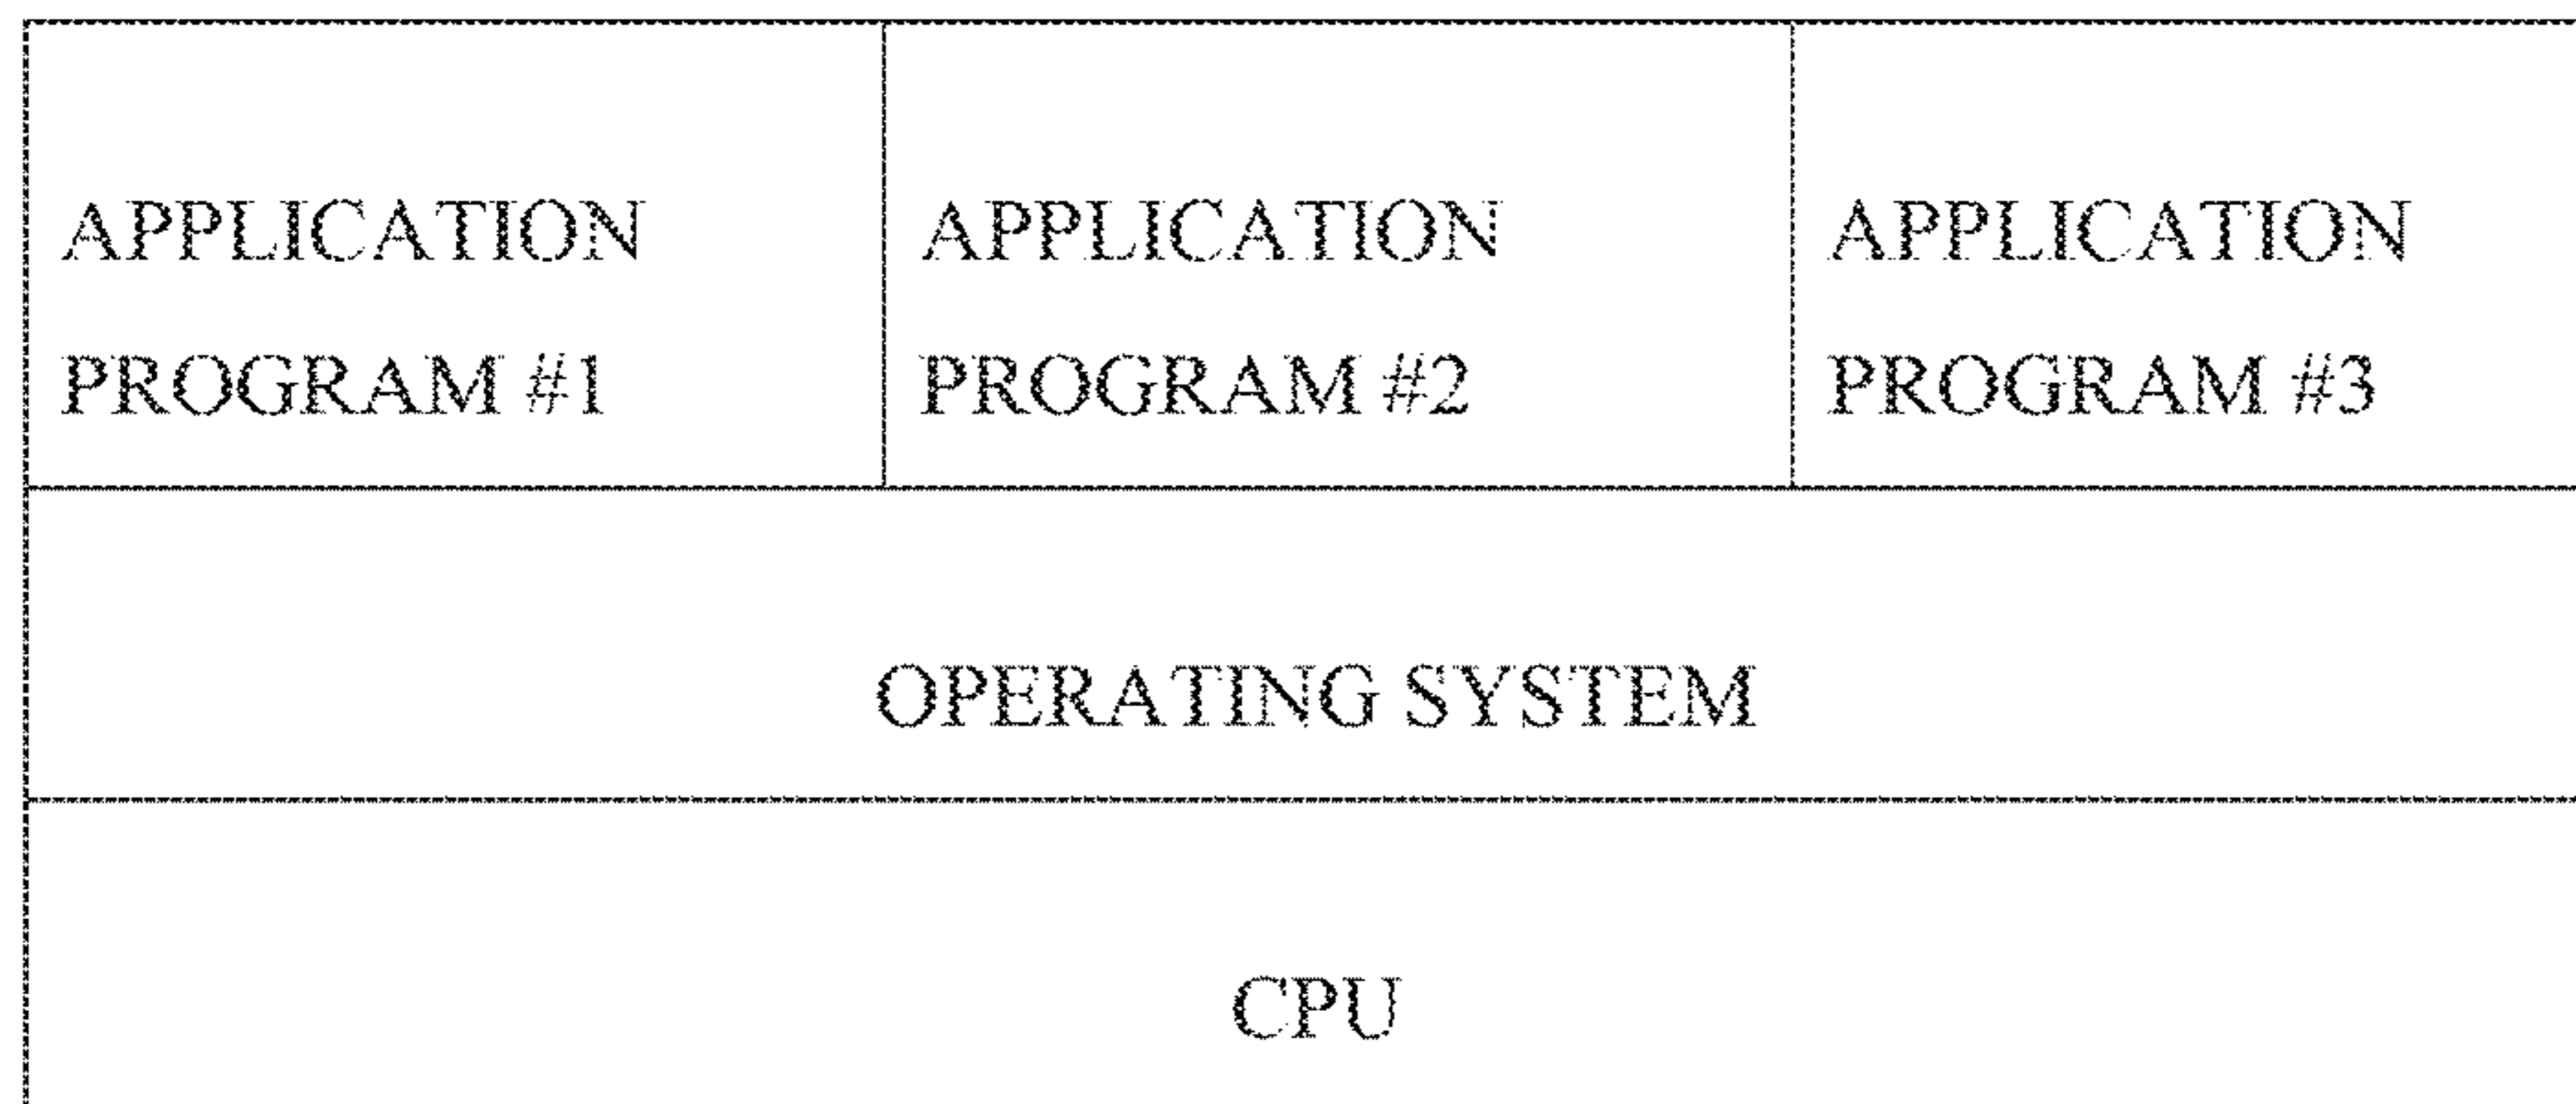 APPLICATION
PROGRAM #1
APPLICATION
PROGRAM #2
APPLICATION
PROGRAM #3
OPERATING SYSTEM
CPU